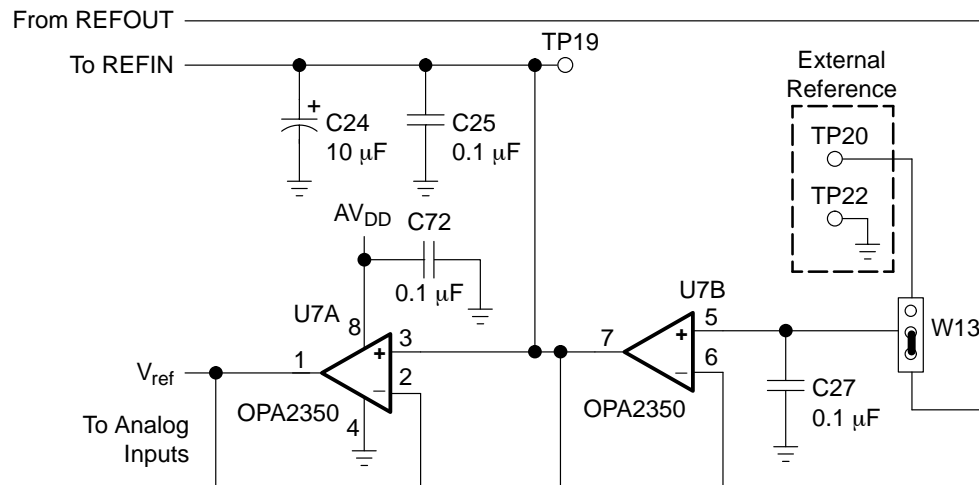 From REFOUT
TP19
To REFIN
External
Reference
+
C24
10 μF
C25
0.1 μF
TP20
TP22
AVDD
C72
0.1 μF
U7A
8
3
+
1
2
−
Vref
OPA2350
4
To Analog
Inputs
U7B
5
+
7
6
−
OPA2350
W13
C27
0.1 μF